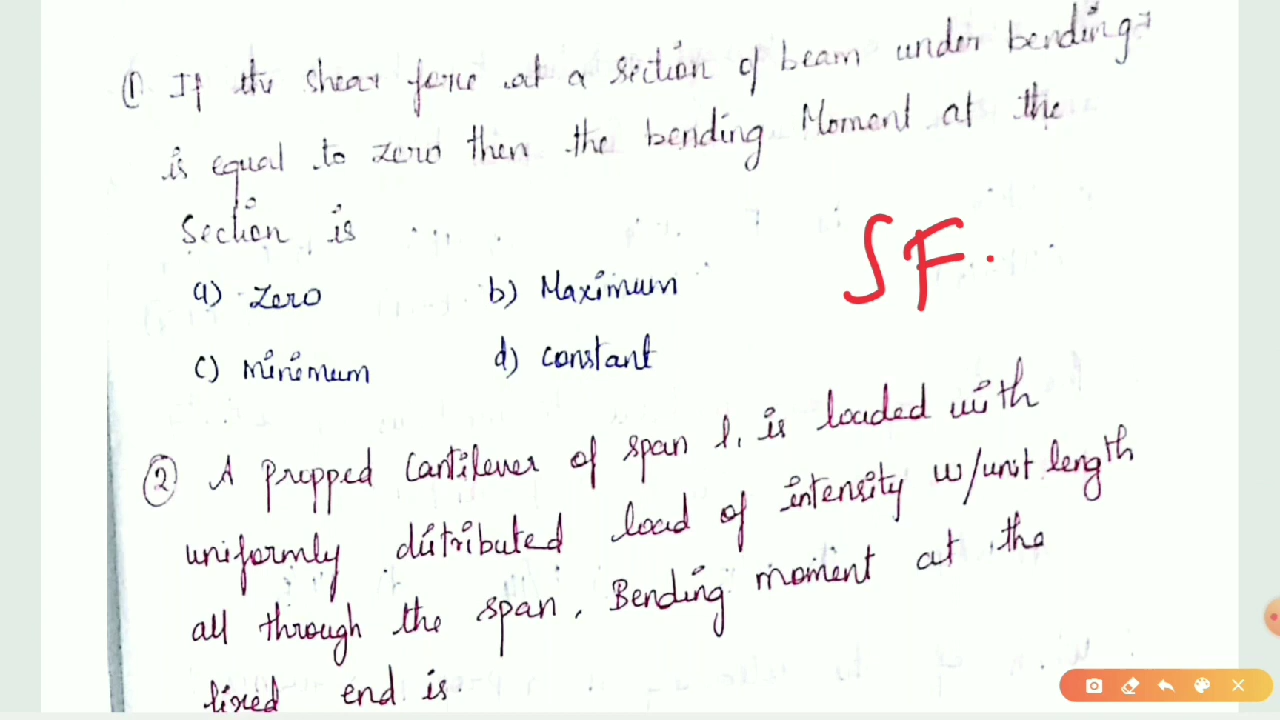 ① If the shear force at a section of beam under bending
is equal to zero then the bending Moment at the
Section is
SF.
a) Zero b) Maximum
c) Minimum d) constant
② A propped cantilever of span l, is loaded with
uniformly distributed load of intensity w/unit length
all through the span, Bending moment at the
fixed end is